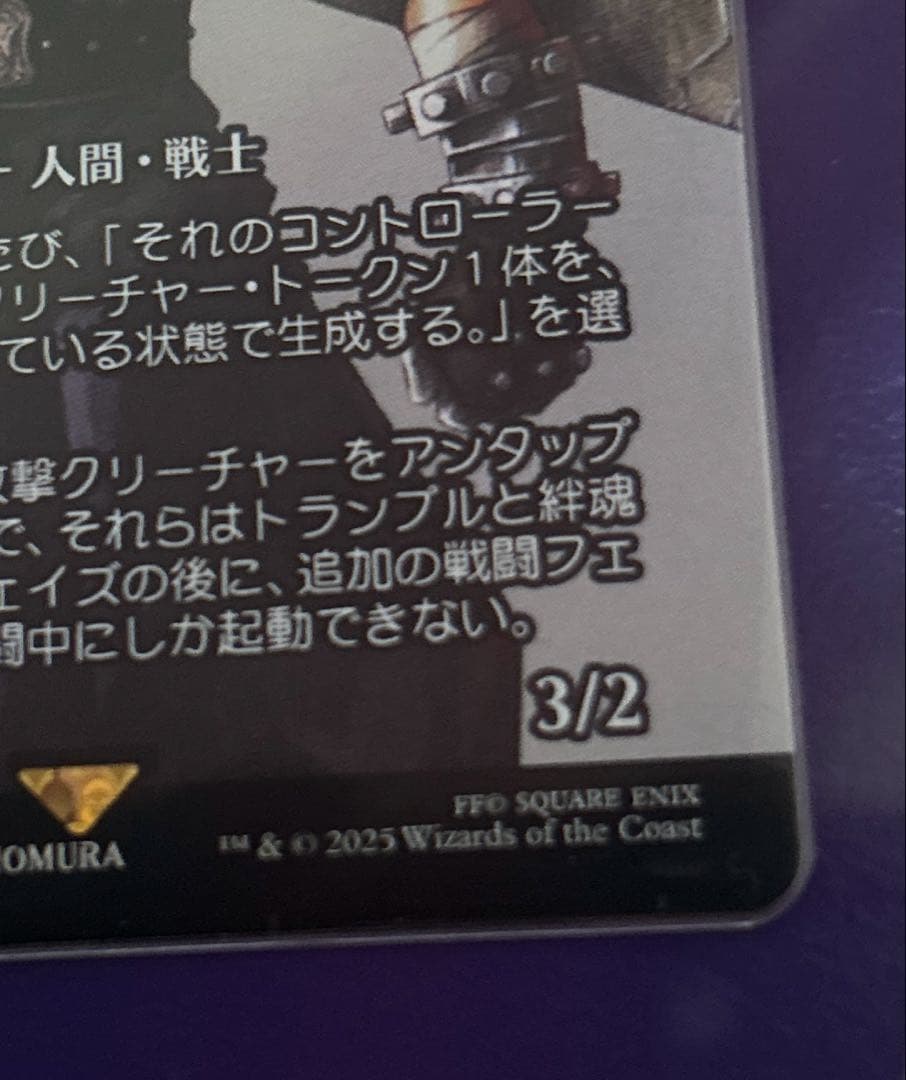 人間・戦士
たび、「それのコントローラー
クリーチャー・トークン1体を、
ている状態で生成する。」を選
攻撃クリーチャーをアンタップ
で、それらはトランプルと絆魂
ェイズの後に、追加の戦闘フェ
闘中にしか起動できない。
3/2
FF© SQUARE ENIX
NOMURA
™ & © 2025 Wizards of the Coast